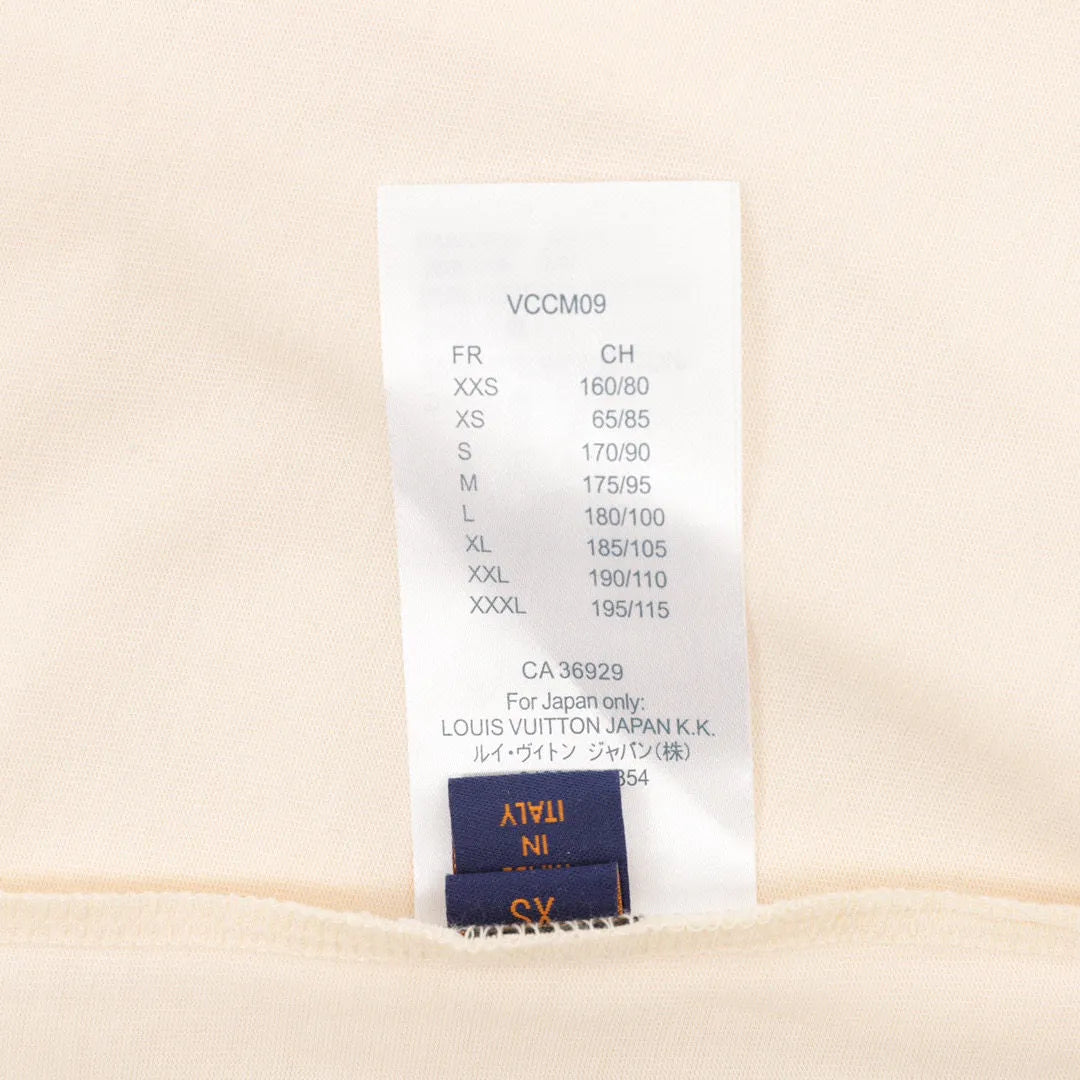 VCCM09
FR CH
XXS 160/80
XS 65/85
S 170/90
M 175/95
L 180/100
XL 185/105
XXL 190/110
XXXL 195/115
CA 36929
For Japan only:
LOUIS VUITTON JAPAN K.K.
ルイ・ヴィトン ジャパン(株)
354
ITALY
IN
XS